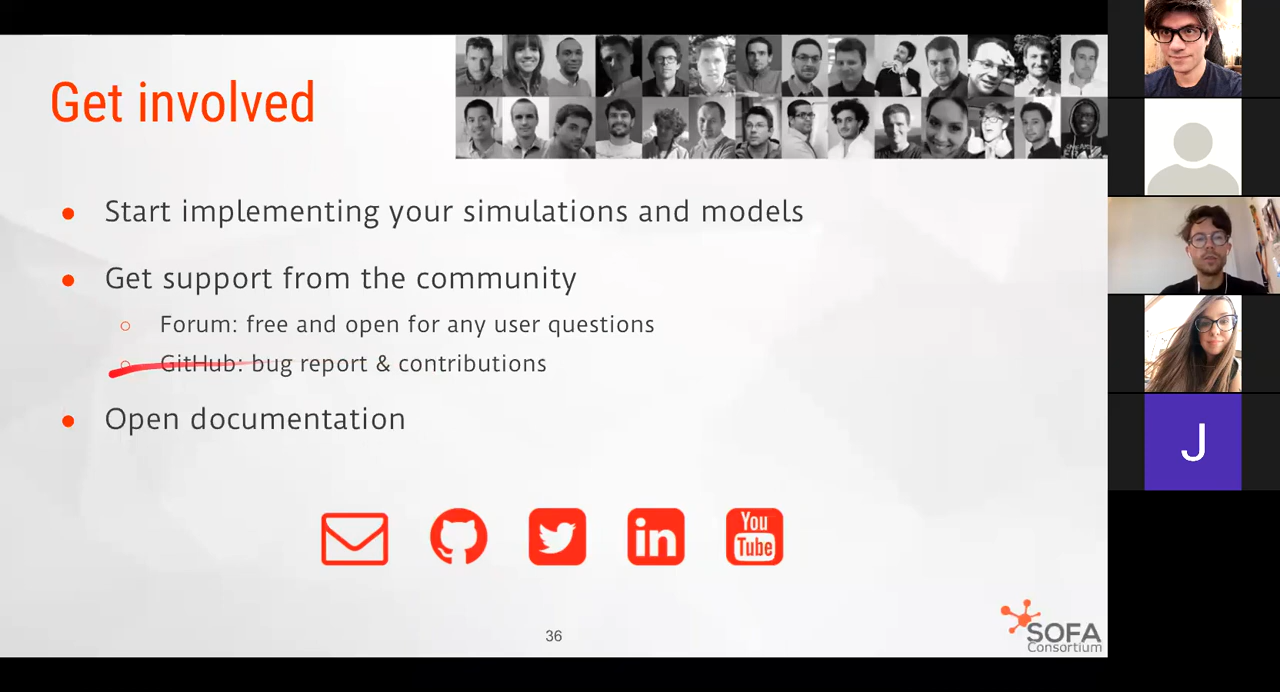 Get involved
Start implementing your simulations and models
Get support from the community
Forum: free and open for any user questions
GitHub: bug report & contributions
Open documentation
in
You
Tube
36
SOFA
Consortium
J